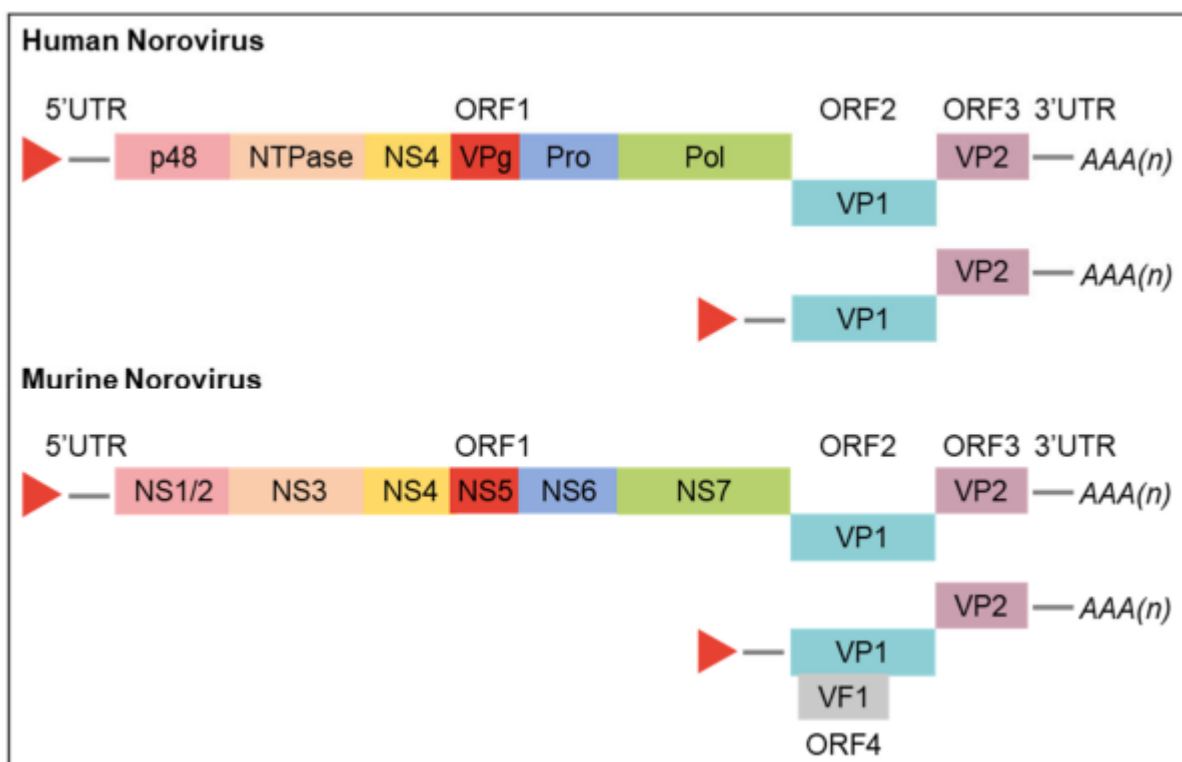 Human Norovirus
5'UTR ORF1 ORF2 ORF3 3'UTR
p48 NTPase NS4 VPg Pro Pol VP2 AAA(n)
VP1
VP2 AAA(n)
VP1
Murine Norovirus
5'UTR ORF1 ORF2 ORF3 3'UTR
NS1/2 NS3 NS4 NS5 NS6 NS7 VP2 AAA(n)
VP1
VP2 AAA(n)
VP1
VF1
ORF4